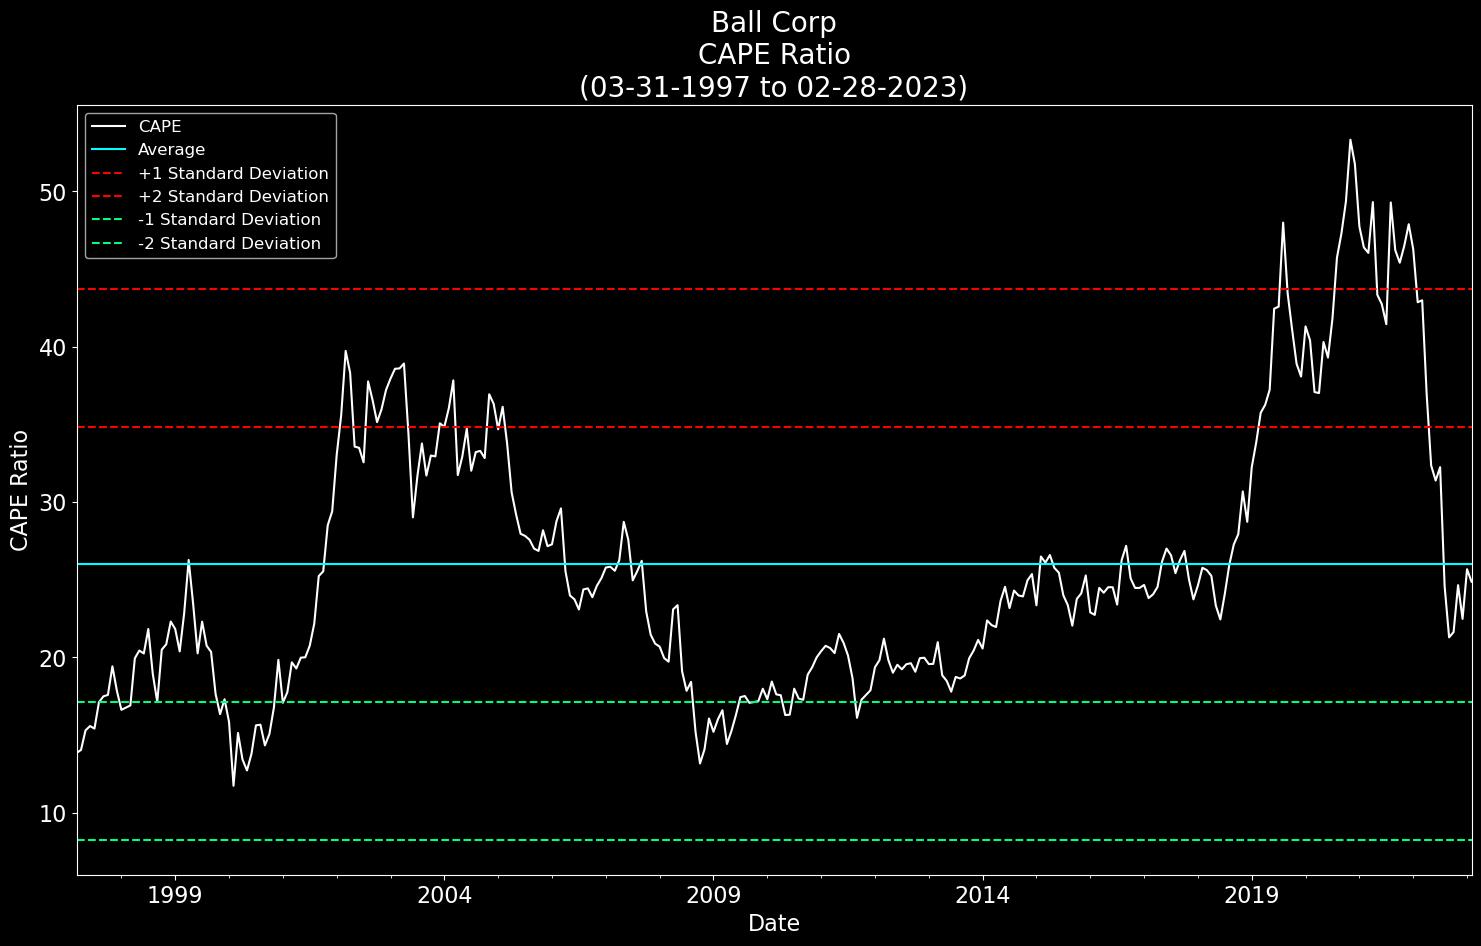 Ball Corp
CAPE Ratio
(03-31-1997 to 02-28-2023)
CAPE
Average
+1 Standard Deviation
+2 Standard Deviation
-1 Standard Deviation
-2 Standard Deviation
50
40
30
20
10
CAPE Ratio
1999 2004 2009 2014 2019
Date